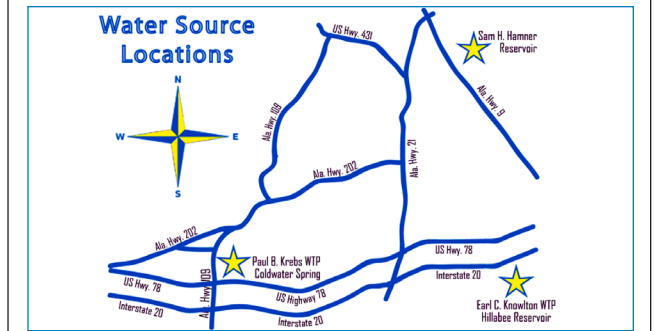 Water Source
Locations
N
W
E
S
US Hwy. 431
Sam H. Hamner
Reservoir
Ala. Hwy. 9
Ala. Hwy. 109
Ala. Hwy. 21
Ala. Hwy. 202
Ala. Hwy. 202
Paul B. Krebs WTP
Coldwater Spring
US Hwy. 78
US Hwy. 78
Ala. Hwy. 109
US Highway 78
Interstate 20
Interstate 20
Interstate 20
Earl C. Knowlton WTP
Hillabee Reservoir